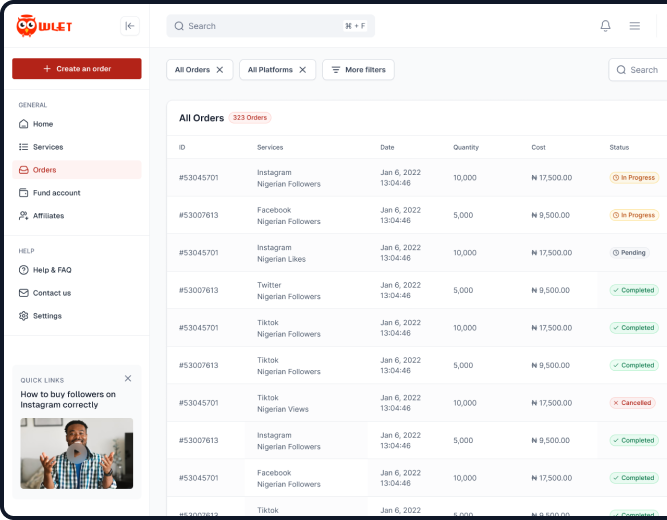 OWLET
Search
⌘ + F
+ Create an order
GENERAL
Home
Services
Orders
Fund account
Affiliates
HELP
Help & FAQ
Contact us
Settings
QUICK LINKS
How to buy followers on
Instagram correctly
All Orders
All Platforms
More filters
Search
All Orders 323 Orders
ID Services Date Quantity Cost Status
#53045701 Instagram Nigerian Followers Jan 6, 2022 13:04:46 10,000 ₦ 17,500.00 In Progress
#53007613 Facebook Nigerian Followers Jan 6, 2022 13:04:46 5,000 ₦ 9,500.00 In Progress
#53045701 Instagram Nigerian Likes Jan 6, 2022 13:04:46 10,000 ₦ 17,500.00 Pending
#53007613 Twitter Nigerian Followers Jan 6, 2022 13:04:46 5,000 ₦ 9,500.00 Completed
#53045701 Tiktok Nigerian Followers Jan 6, 2022 13:04:46 10,000 ₦ 17,500.00 Completed
#53007613 Tiktok Nigerian Followers Jan 6, 2022 13:04:46 5,000 ₦ 9,500.00 Completed
#53045701 Tiktok Nigerian Views Jan 6, 2022 13:04:46 10,000 ₦ 17,500.00 Cancelled
#53007613 Instagram Nigerian Followers Jan 6, 2022 13:04:46 5,000 ₦ 9,500.00 Completed
#53045701 Facebook Nigerian Followers Jan 6, 2022 13:04:46 10,000 ₦ 17,500.00 Completed
#53007613 Tiktok Jan 6, 2022 5,000 ₦ 9,500.00 Completed